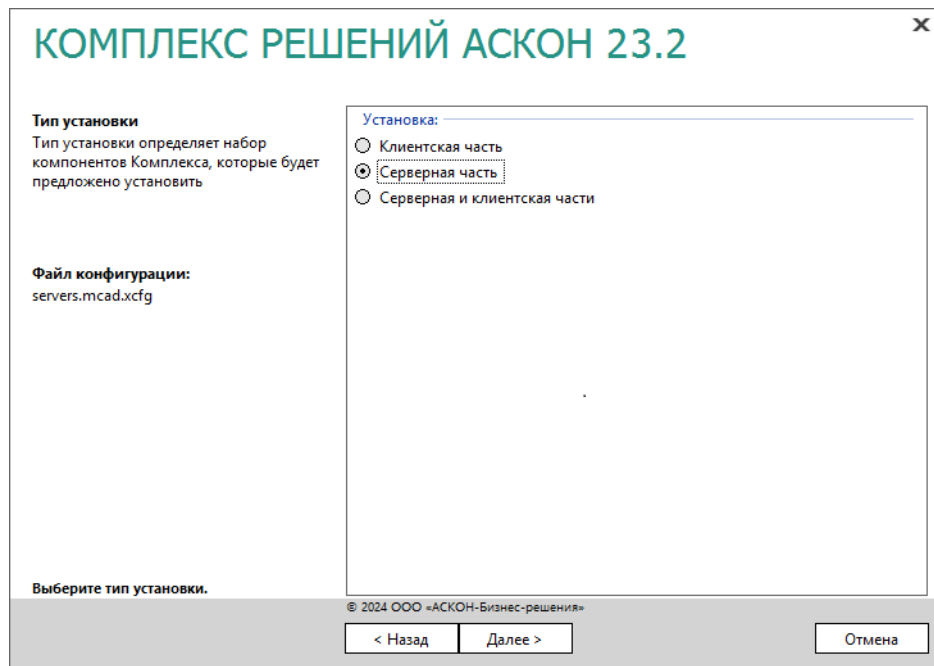 КОМПЛЕКС РЕШЕНИЙ АСКОН 23.2
Тип установки
Тип установки определяет набор
компонентов Комплекса, которые будет
предложено установить
Файл конфигурации:
servers.mcad.xcfg
Выберите тип установки.
Установка:
Клиентская часть
Серверная часть
Серверная и клиентская части
© 2024 ООО «АСКОН-Бизнес-решения»
< Назад
Далее >
Отмена